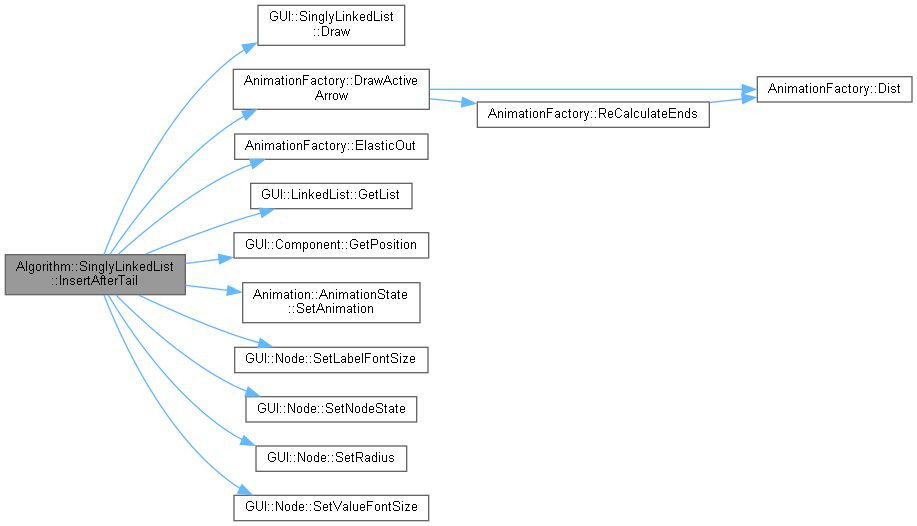 GUI::SinglyLinkedList
::Draw
AnimationFactory::DrawActive
Arrow
AnimationFactory::Dist
AnimationFactory::ReCalculateEnds
AnimationFactory::ElasticOut
GUI::LinkedList::GetList
GUI::Component::GetPosition
Algorithm::SinglyLinkedList
::InsertAfterTail
Animation::AnimationState
::SetAnimation
GUI::Node::SetLabelFontSize
GUI::Node::SetNodeState
GUI::Node::SetRadius
GUI::Node::SetValueFontSize